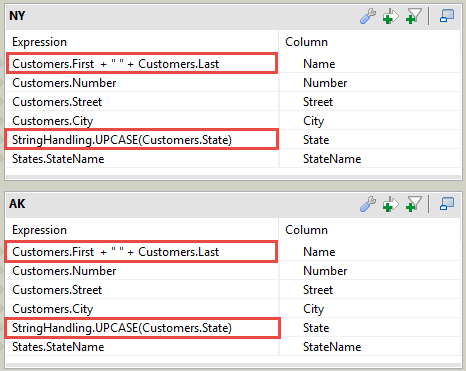 NY
Expression Column
Customers.First + " " + Customers.Last Name
Customers.Number Number
Customers.Street Street
Customers.City City
StringHandling.UPCASE(Customers.State) State
States.StateName StateName
AK
Expression Column
Customers.First + " " + Customers.Last Name
Customers.Number Number
Customers.Street Street
Customers.City City
StringHandling.UPCASE(Customers.State) State
States.StateName StateName